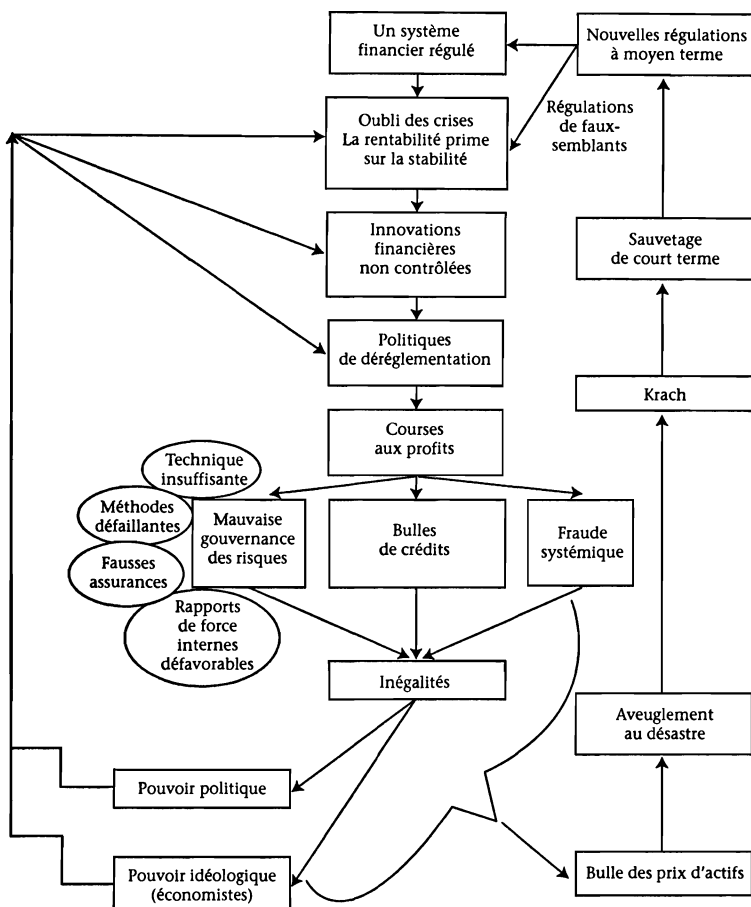 Un système
financier régulé
Nouvelles régulations
à moyen terme
Régulations
de faux-
semblants
Oubli des crises
La rentabilité prime
sur la stabilité
Innovations
financières
non contrôlées
Sauvetage
de court terme
Politiques
de déréglementation
Krach
Courses
aux profits
Technique
insuffisante
Méthodes
défaillantes
Fausses
assurances
Rapports
de force
internes
défavorables
Mauvaise
gouvernance
des risques
Bulles
de crédits
Fraude
systémique
Inégalités
Aveuglement
au désastre
Pouvoir politique
Pouvoir idéologique
(économistes)
Bulle des prix d'actifs